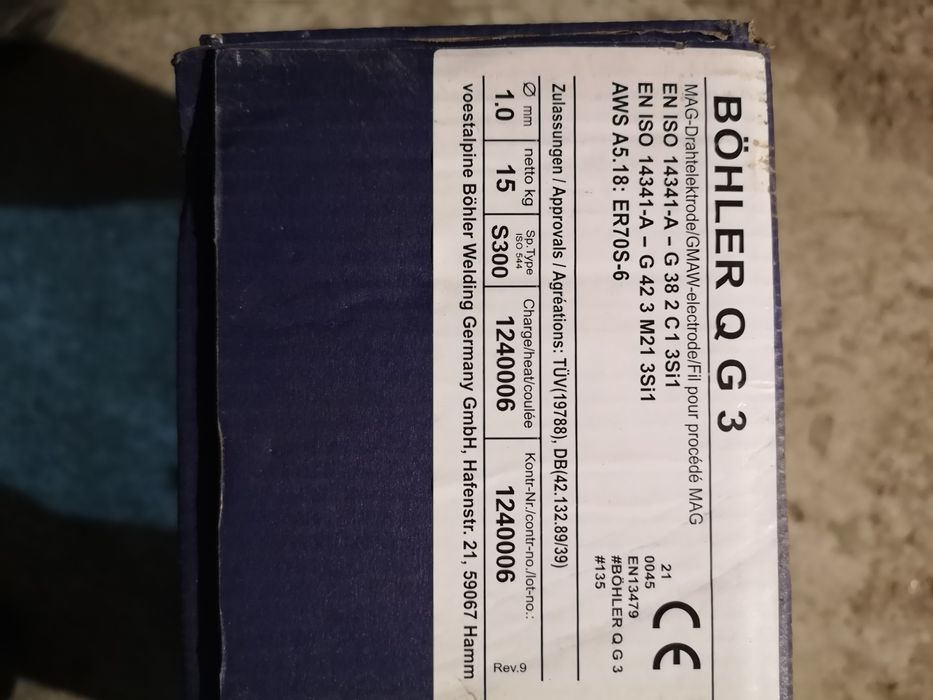 BÖHLER Q G 3
MAG-Drahtelektrode/GMAW-electrode/Fil pour procédé MAG
EN ISO 14341-A – G 38 2 C1 3Si1
EN ISO 14341-A – G 42 3 M21 3Si1
AWS A5.18: ER70S-6
CE
21
0045
EN13479
#BÖHLER Q G 3
#135
Zulassungen / Approvals / Agréations: TÜV(19788), DB(42.132.89/39)
Ø mm netto kg Sp.Type ISO 544 Charge/heat/coulée Kontr-Nr./contr-no./lot-no.:
1.0 15 S300 1240006 1240006 Rev.9
voestalpine Böhler Welding Germany GmbH, Hafenstr. 21, 59067 Hamm